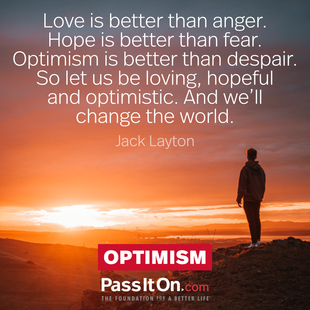 Love is better than anger.
Hope is better than fear.
Optimism is better than despair.
So let us be loving, hopeful
and optimistic. And we’ll
change the world.
Jack Layton
OPTIMISM
PassItOn.com
THE FOUNDATION FOR A BETTER LIFE